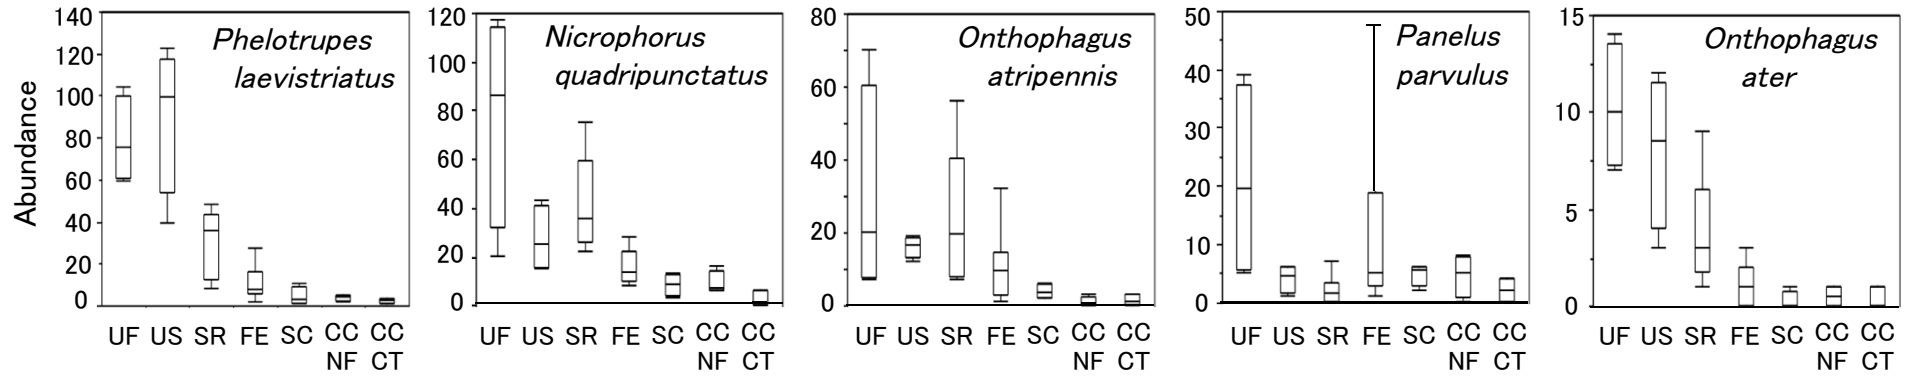 Abundance
140
120
100
80
60
40
20
0
Phelotrupes
laevistriatus
UF US SR FE SC CC CC
NF CT
120
100
80
60
40
20
0
Nicrophorus
quadripunctatus
UF US SR FE SC CC CC
NF CT
80
60
40
20
0
Onthophagus
atripennis
UF US SR FE SC CC CC
NF CT
50
40
30
20
10
0
Panelus
parvulus
UF US SR FE SC CC CC
NF CT
15
10
5
0
Onthophagus
ater
UF US SR FE SC CC CC
NF CT